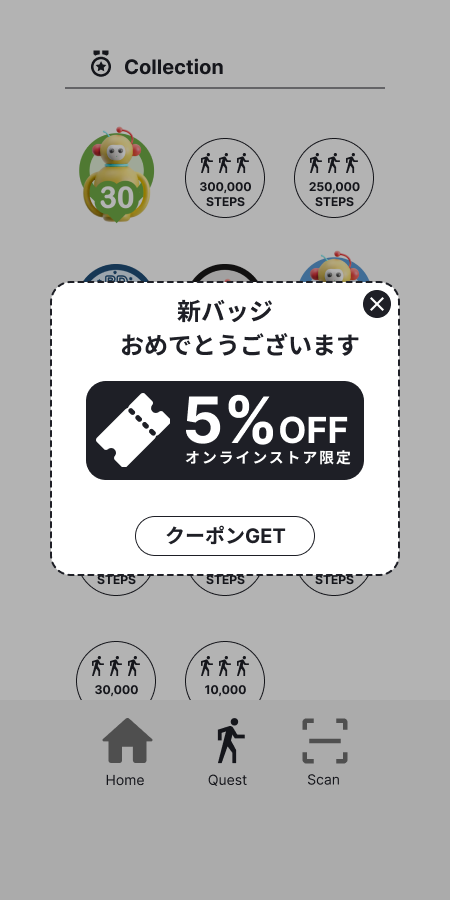 Collection
30
300,000
STEPS
250,000
STEPS
新バッジ
おめでとうございます
5%OFF
オンラインストア限定
クーポンGET
STEPS
STEPS
STEPS
30,000
10,000
Home
Quest
Scan